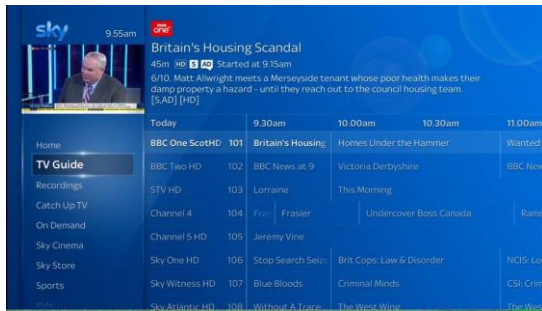 sky
9.55am
BBC
one
Britain's Housing Scandal
45m HD S AD Started at 9.15am
6/10. Matt Allwright meets a Merseyside tenant whose poor health makes their
damp property a hazard - until they reach out to the council housing team.
[S,AD] [HD]
Today 9.30am 10.00am 10.30am 11.00am
Home
TV Guide
Recordings
Catch Up TV
On Demand
Sky Cinema
Sky Store
Sports
Kids
BBC One ScotHD 101 Britain's Housing Homes Under the Hammer Wanted
BBC Two HD 102 BBC News at 9 Victoria Derbyshire BBC New
STV HD 103 Lorraine This Morning
Channel 4 104 Fra Frasier Undercover Boss Canada Rams
Channel 5 HD 105 Jeremy Vine
Sky One HD 106 Stop Search Seize Brit Cops: Law & Disorder NCIS: Lo
Sky Witness HD 107 Blue Bloods Criminal Minds CSI: Crim
Sky Atlantic HD 108 Without A Trace The West Wing The Wes